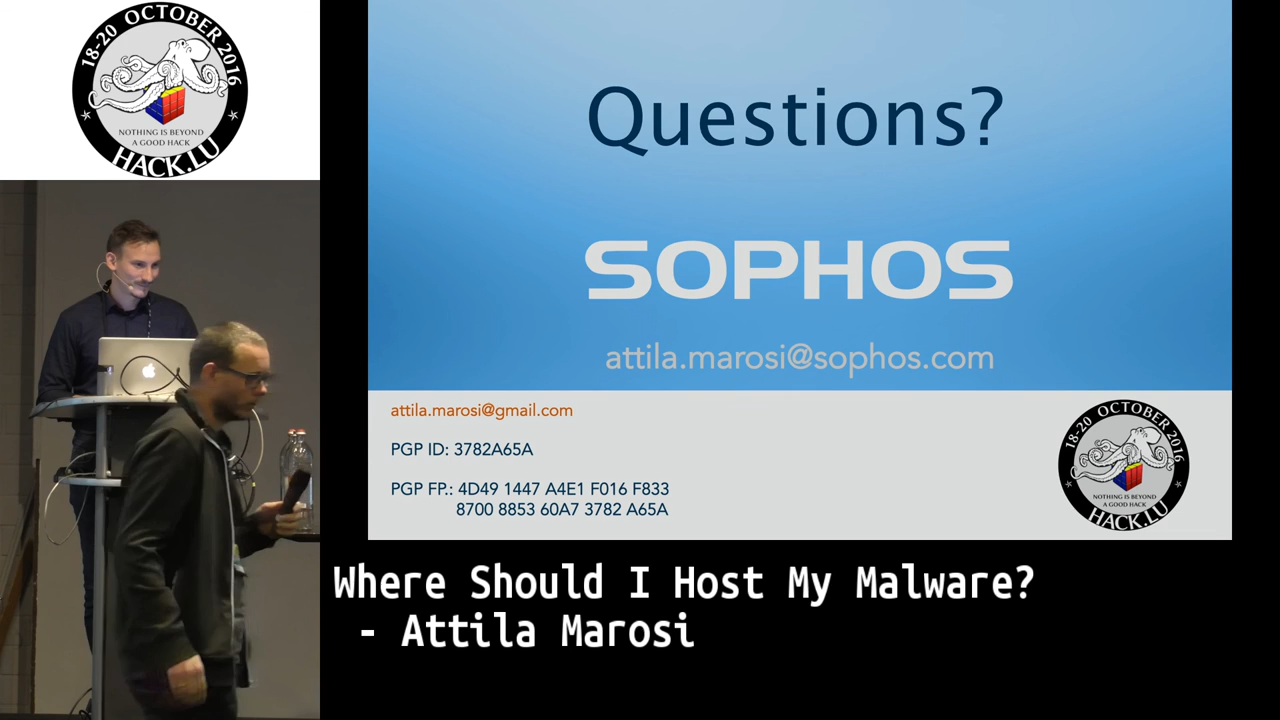 18-20 OCTOBER 2016
NOTHING IS BEYOND
A GOOD HACK
HACK.LU
Questions?
SOPHOS
attila.marosi@sophos.com
attila.marosi@gmail.com
PGP ID: 3782A65A
PGP FP.: 4D49 1447 A4E1 F016 F833
8700 8853 60A7 3782 A65A
18-20 OCTOBER 2016
NOTHING IS BEYOND
A GOOD HACK
HACK.LU
Where Should I Host My Malware?
- Attila Marosi